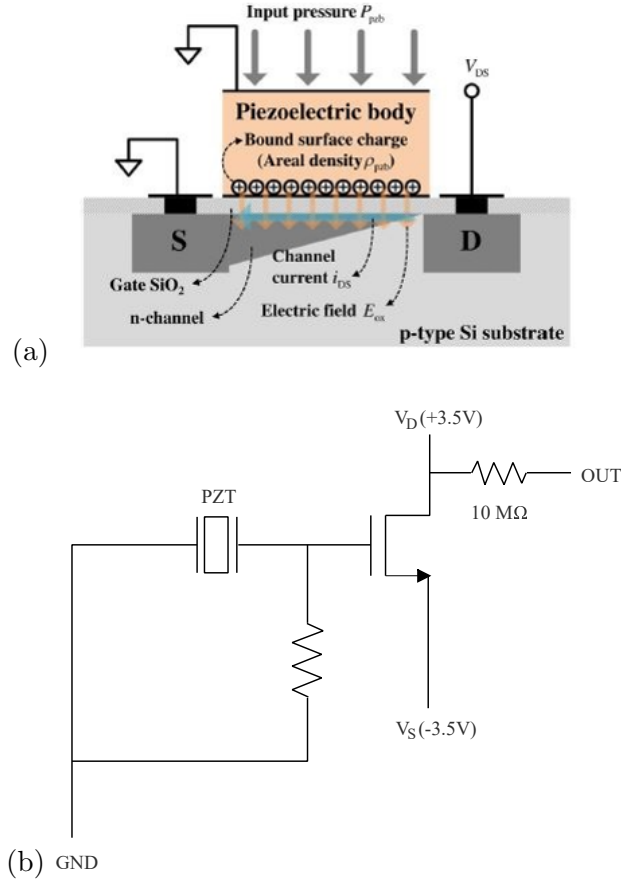 Input pressure P_pzb
V_DS
Piezoelectric body
Bound surface charge
(Areal density ρ_pzb)
S
D
Channel
current i_DS
Gate SiO₂
Electric field E_ox
n-channel
p-type Si substrate
(a)
V_D(+3.5V)
PZT
OUT
10 MΩ
V_S(-3.5V)
(b)
GND